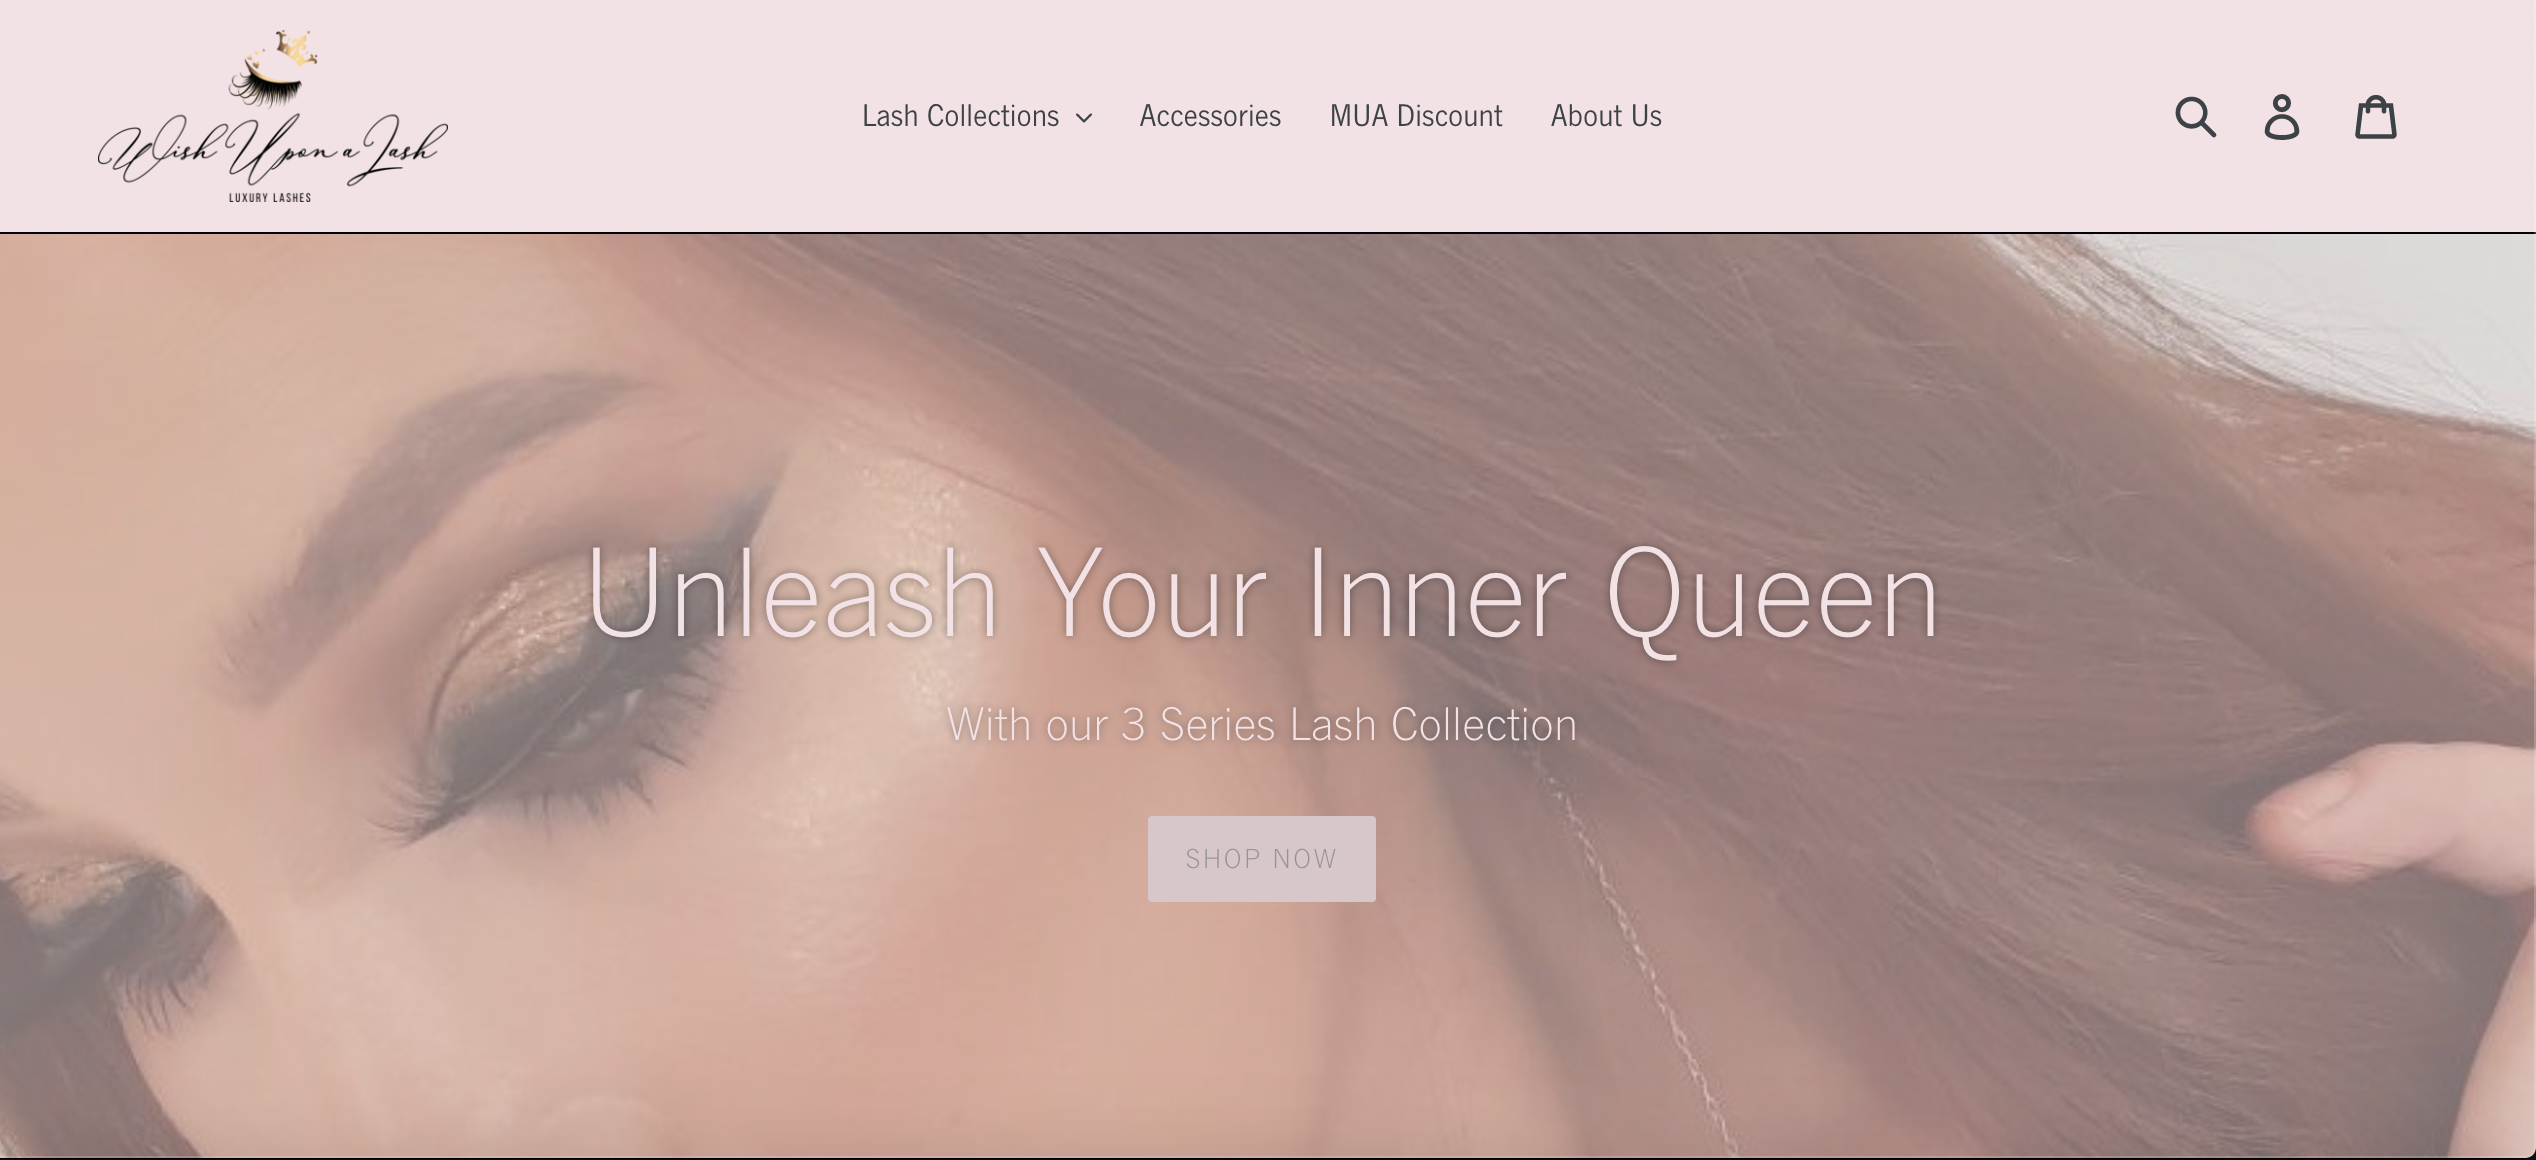 Wish Upon a Lash
LUXURY LASHES
Lash Collections
Accessories
MUA Discount
About Us
Unleash Your Inner Queen
With our 3 Series Lash Collection
SHOP NOW